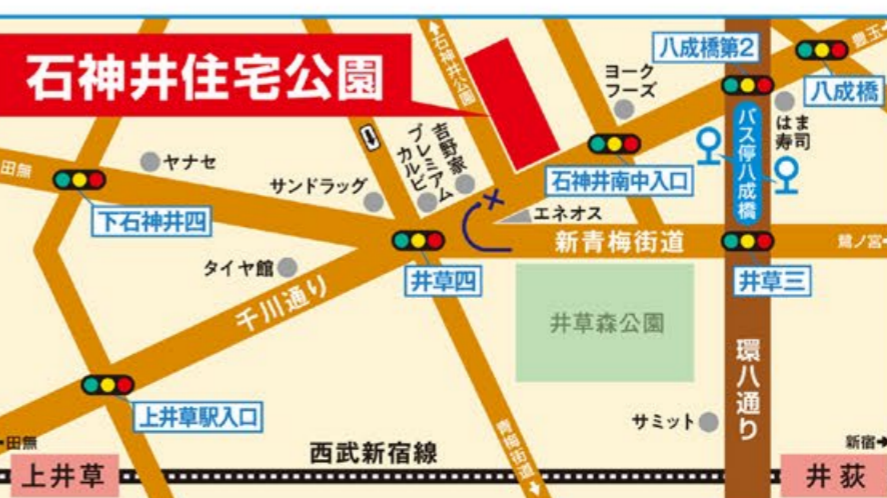 石神井住宅公園
石神井公園
八成橋第2
豊玉
八成橋
ヨーク
フーズ
はま
寿司
バス停八成橋
田無
ヤナセ
下石神井四
サンドラッグ
吉野家
プレミアム
カルビ
石神井南中入口
エネオス
新青梅街道
鷺ノ宮
タイヤ館
井草四
井草三
千川通り
井草森公園
環八通り
上井草駅入口
サミット
青梅街道
西武新宿線
田無
上井草
新宿
井荻